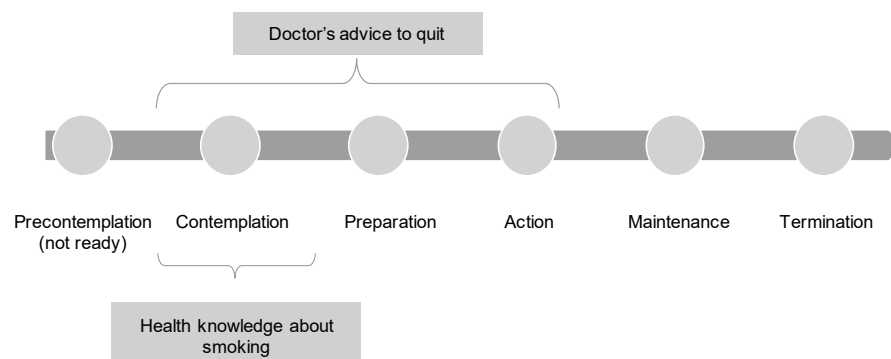 Doctor’s advice to quit
Precontemplation
(not ready)
Contemplation
Preparation
Action
Maintenance
Termination
Health knowledge about
smoking